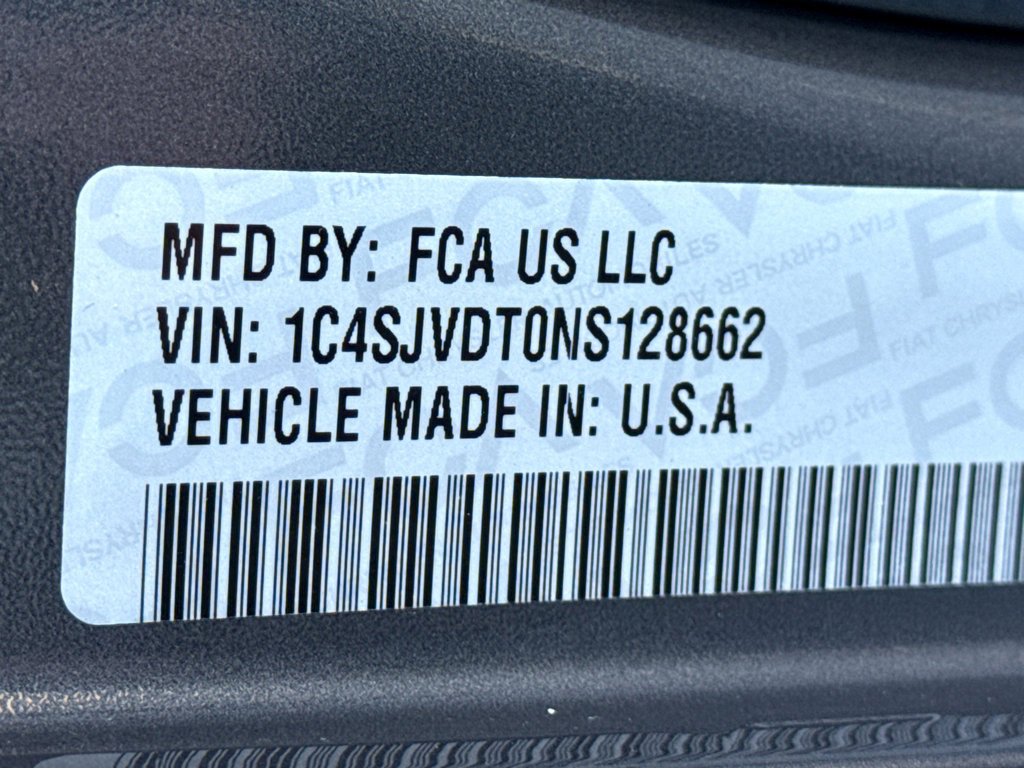 MFD BY: FCA US LLC
VIN: 1C4SJVDT0NS128662
VEHICLE MADE IN: U.S.A.